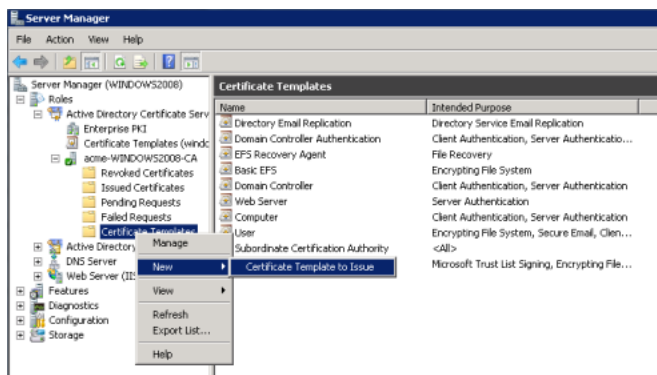 Server Manager
File Action View Help
Server Manager (WINDOWS2008)
Roles
Active Directory Certificate Serv
Enterprise PKI
Certificate Templates (windc
acme-WINDOWS2008-CA
Revoked Certificates
Issued Certificates
Pending Requests
Failed Requests
Certificate Templates
Active Directory
DNS Server
Web Server (IIS
Features
Diagnostics
Configuration
Storage
Manage
New
View
Refresh
Export List...
Help
Certificate Template to Issue
Certificate Templates
Name Intended Purpose
Directory Email Replication Directory Service Email Replication
Domain Controller Authentication Client Authentication, Server Authenticatio...
EFS Recovery Agent File Recovery
Basic EFS Encrypting File System
Domain Controller Client Authentication, Server Authentication
Web Server Server Authentication
Computer Client Authentication, Server Authentication
User Encrypting File System, Secure Email, Clien...
Subordinate Certification Authority <All>
Microsoft Trust List Signing, Encrypting File...